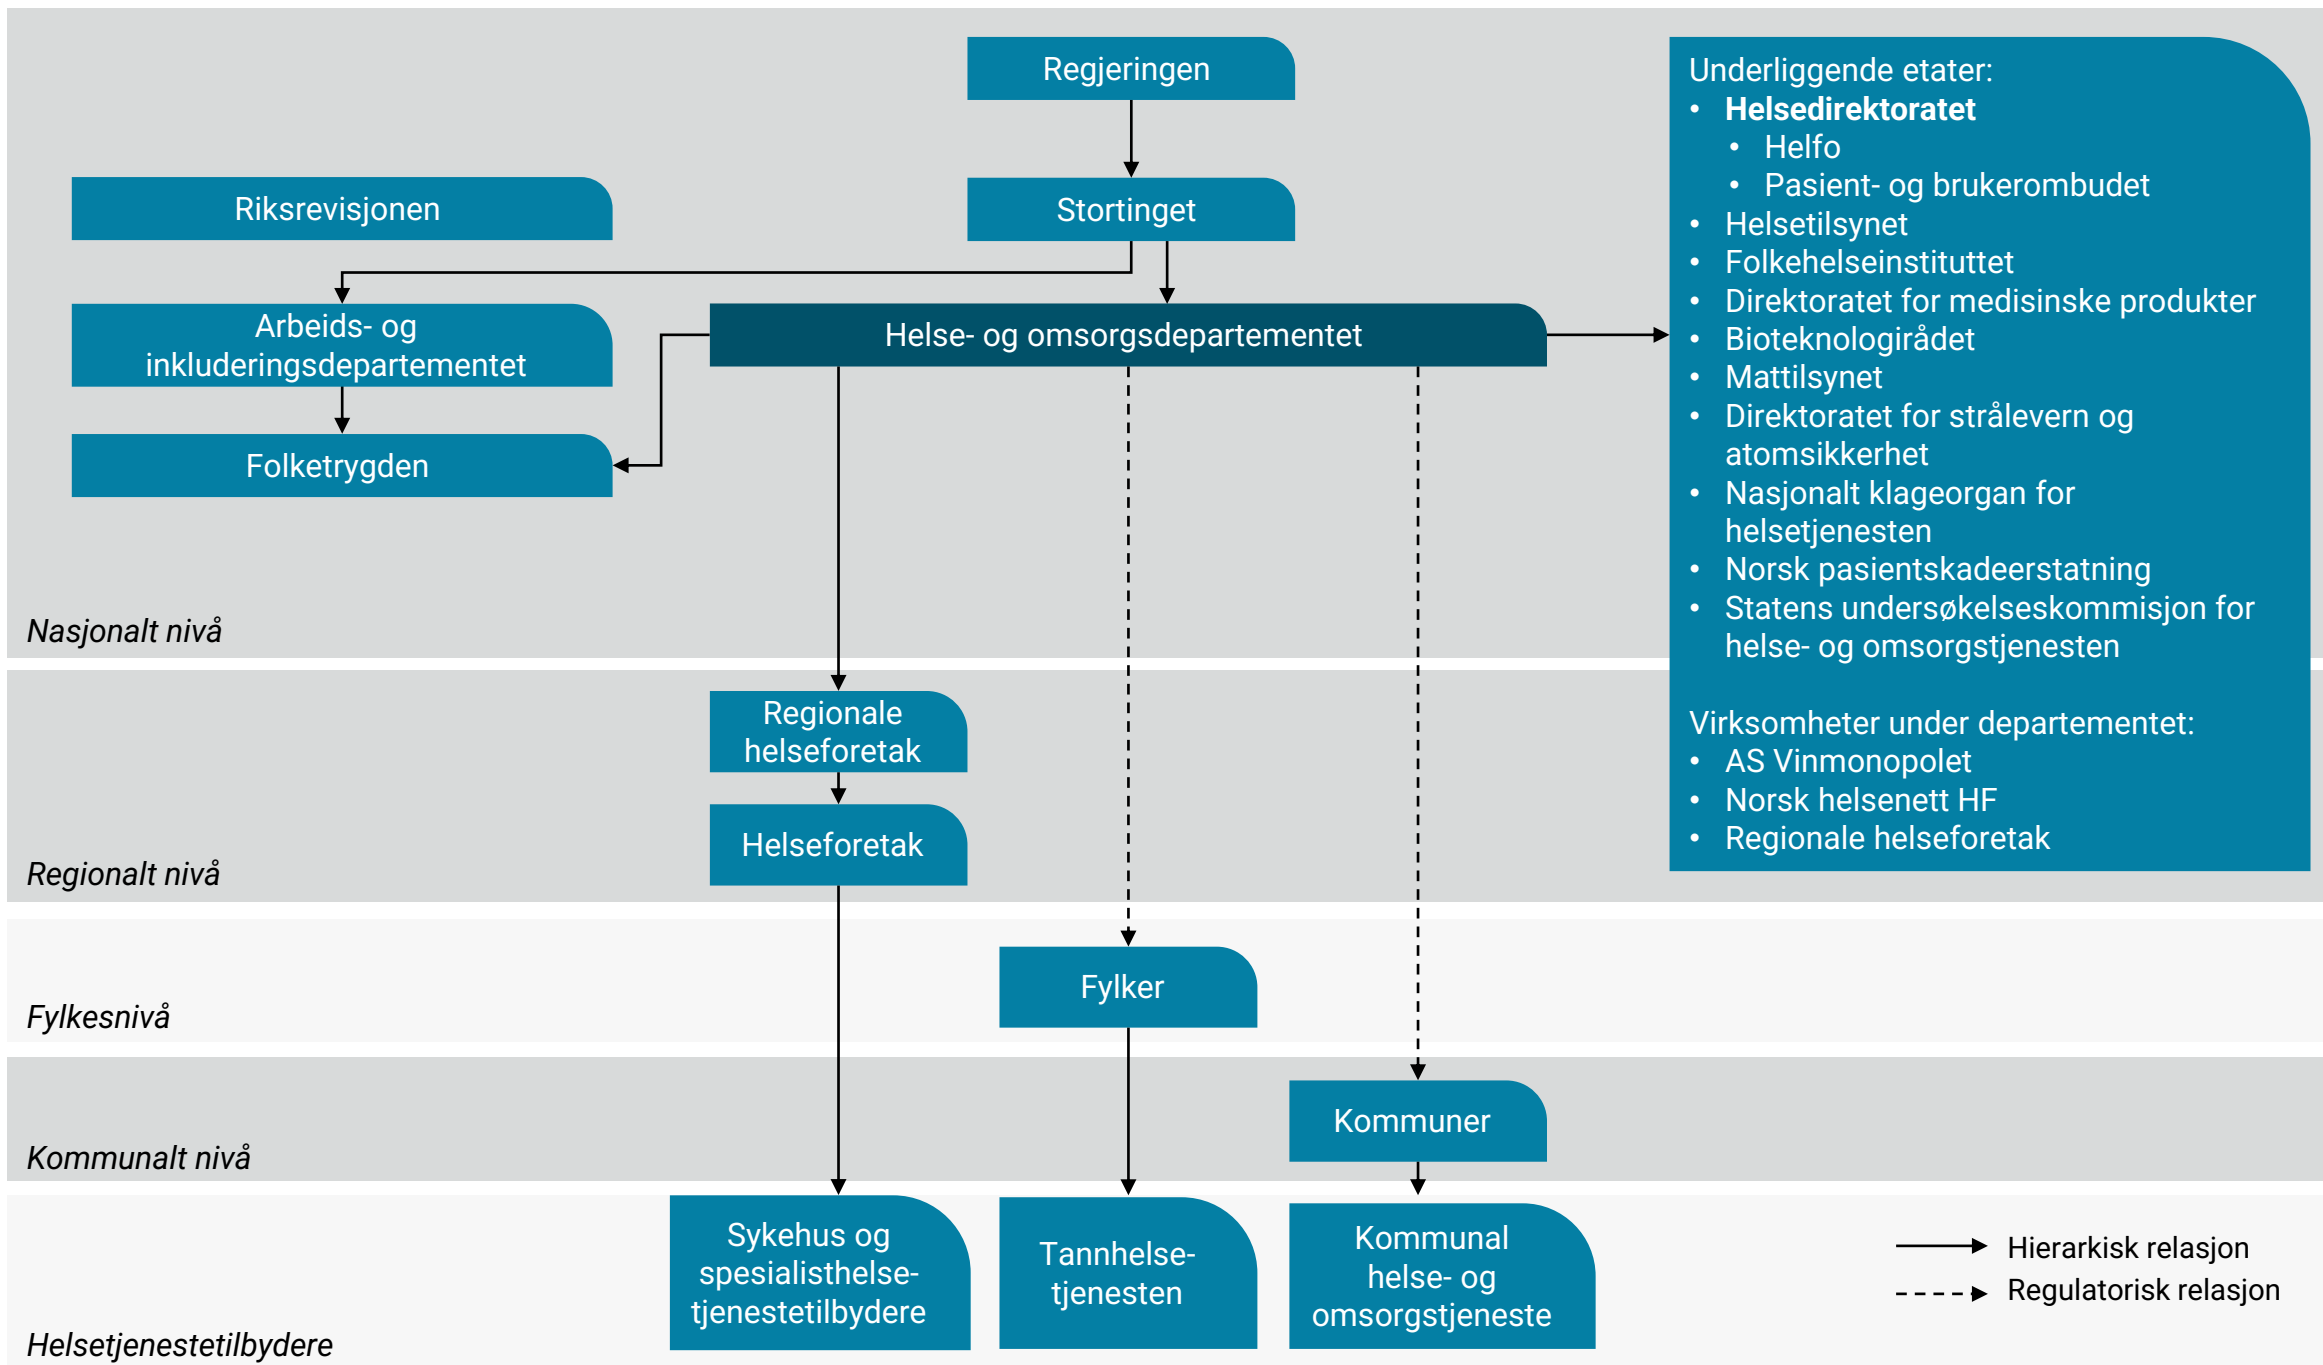 Regjeringen
Riksrevisjonen
Stortinget
Arbeids- og
inkluderingsdepartementet
Helse- og omsorgsdepartementet
Folketrygden
Underliggende etater:
• Helsedirektoratet
• Helfo
• Pasient- og brukerombudet
• Helsetilsynet
• Folkehelseinstituttet
• Direktoratet for medisinske produkter
• Bioteknologirådet
• Mattilsynet
• Direktoratet for strålevern og
atomsikkerhet
• Nasjonalt klageorgan for
helsetjenesten
• Norsk pasientskadeerstatning
• Statens undersøkelseskommisjon for
helse- og omsorgstjenesten
Virksomheter under departementet:
• AS Vinmonopolet
• Norsk helsenett HF
• Regionale helseforetak
Nasjonalt nivå
Regionale
helseforetak
Helseforetak
Regionalt nivå
Fylker
Fylkesnivå
Kommuner
Kommunalt nivå
Sykehus og
spesialisthelse-
tjenestetilbydere
Tannhelse-
tjenesten
Kommunal
helse- og
omsorgstjeneste
Hierarkisk relasjon
Regulatorisk relasjon
Helsetjenestetilbydere